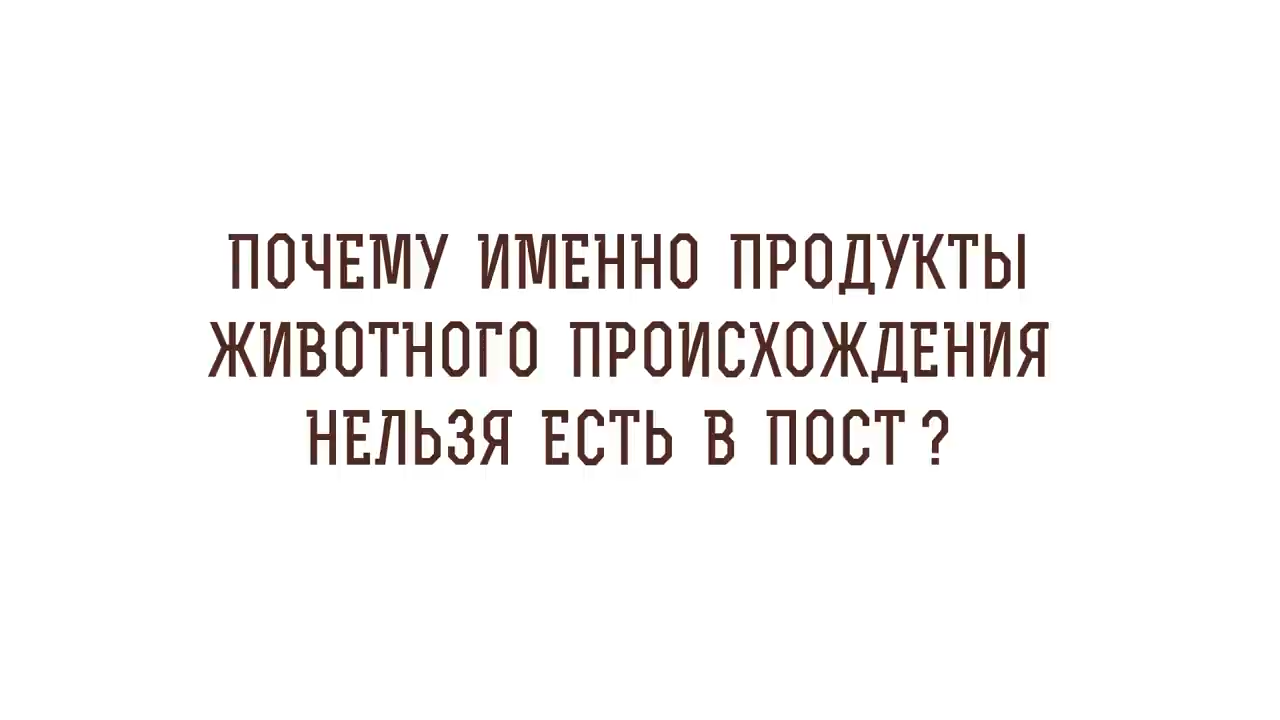 ПОЧЕМУ ИМЕННО ПРОДУКТЫ
ЖИВОТНОГО ПРОИСХОЖДЕНИЯ
НЕЛЬЗЯ ЕСТЬ В ПОСТ?